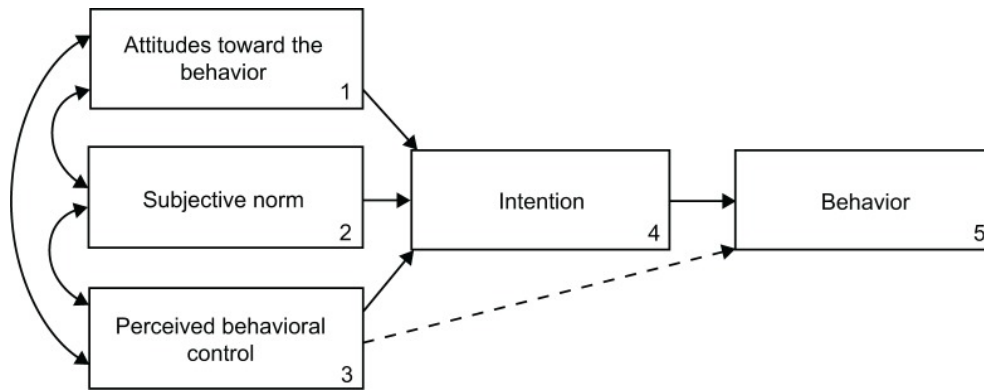 Attitudes toward the
behavior
1
Subjective norm
2
Intention
4
Behavior
5
Perceived behavioral
control
3